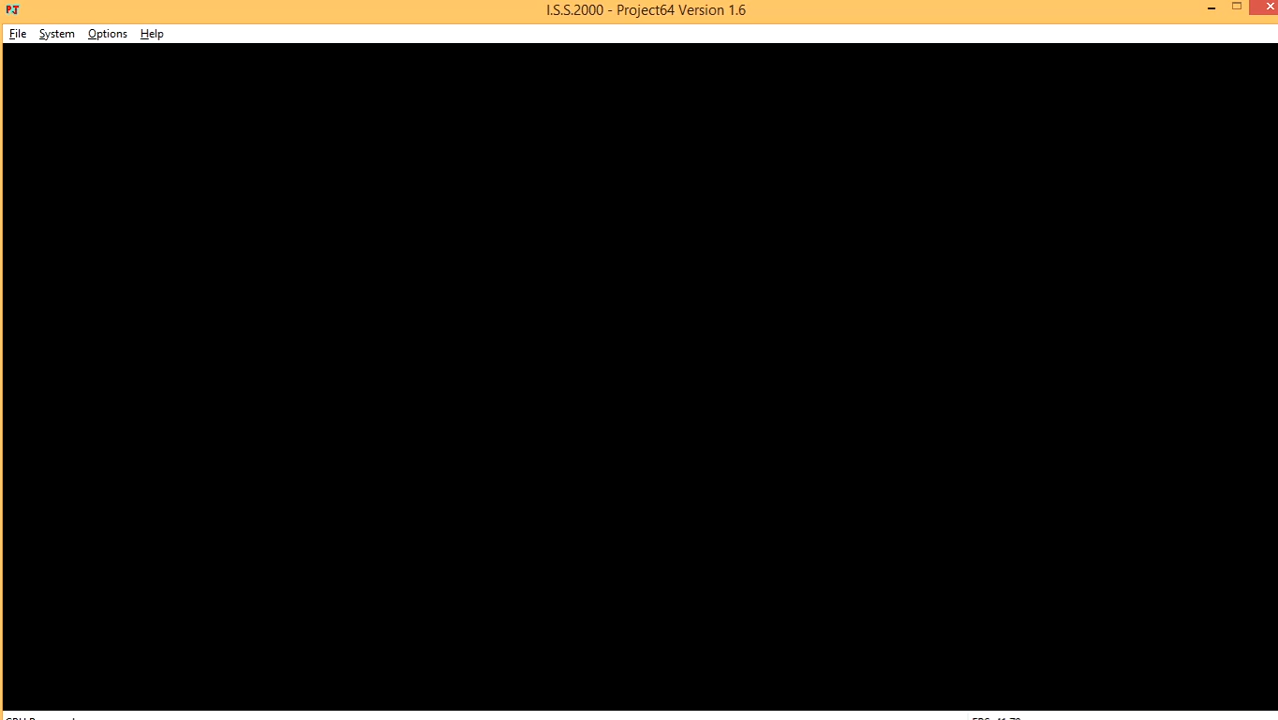 I.S.S.2000 - Project64 Version 1.6
File System Options Help